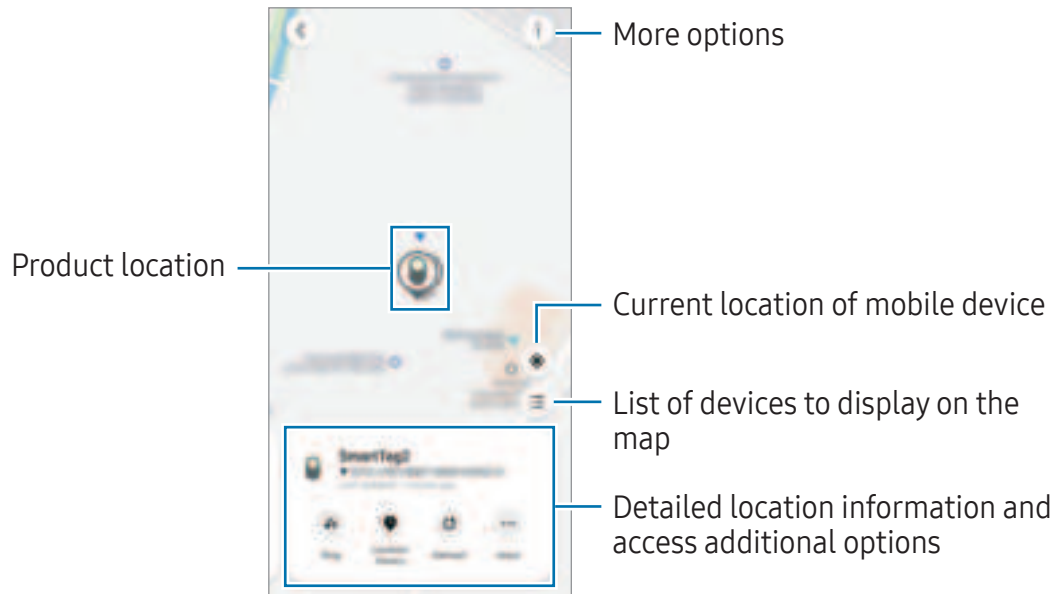 More options
Product location
Current location of mobile device
List of devices to display on the
map
SmartTag2
Detailed location information and
access additional options